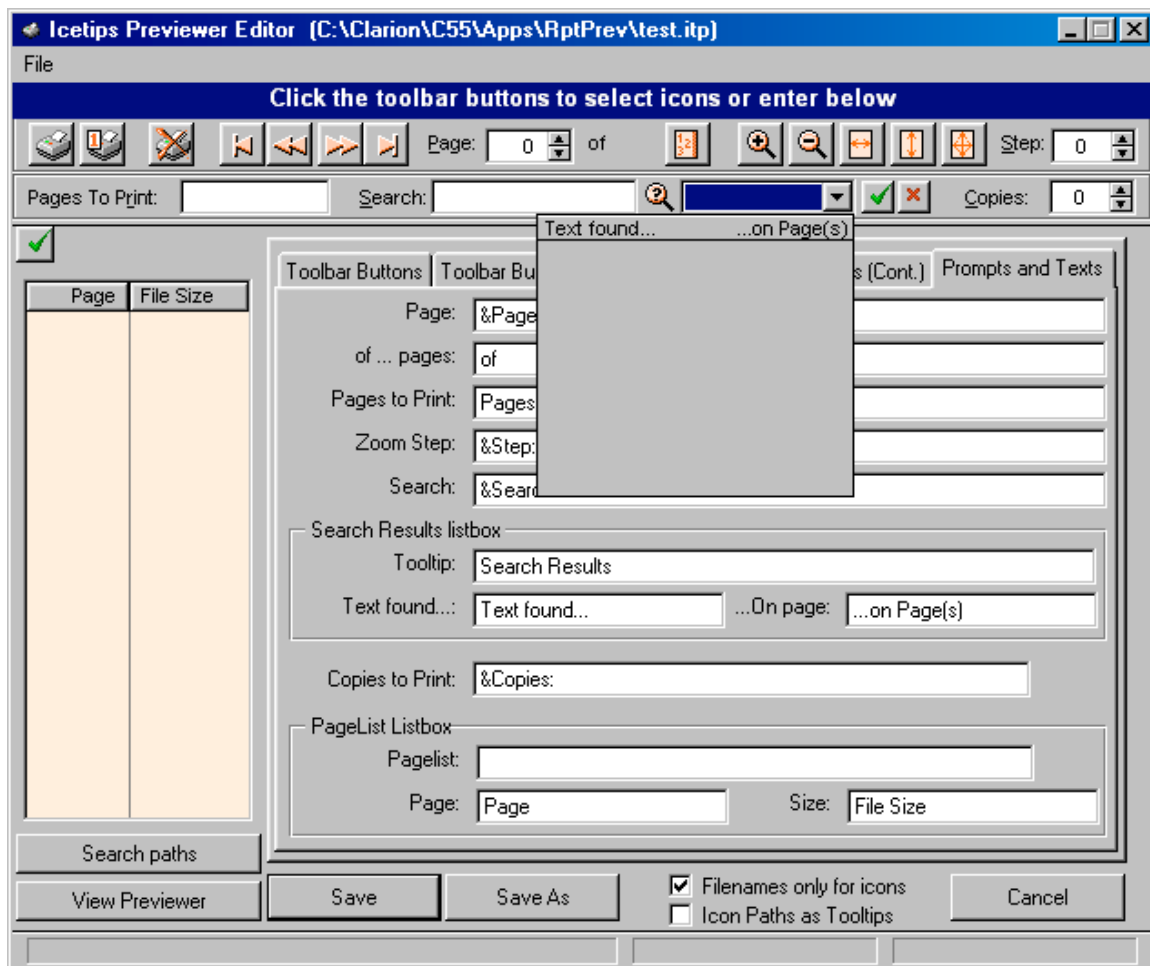 Icetips Previewer Editor (C:\Clarion\C55\Apps\RptPrev\test.itp)
File
Click the toolbar buttons to select icons or enter below
1 Page: 0 of 1 2 3 Step: 0
Pages To Print: Search: ? Copies: 0
Text found... ...on Page(s)
Toolbar Buttons Toolbar Bu s (Cont.) Prompts and Texts
Page File Size
Page: &Page
of ... pages: of
Pages to Print: Pages
Zoom Step: &Step:
Search: &Sear
Search Results listbox
Tooltip: Search Results
Text found...: Text found... ...On page: ...on Page(s)
Copies to Print: &Copies:
PageList Listbox
Pagelist:
Page: Page Size: File Size
Search paths
View Previewer Save Save As Filenames only for icons Cancel
Icon Paths as Tooltips